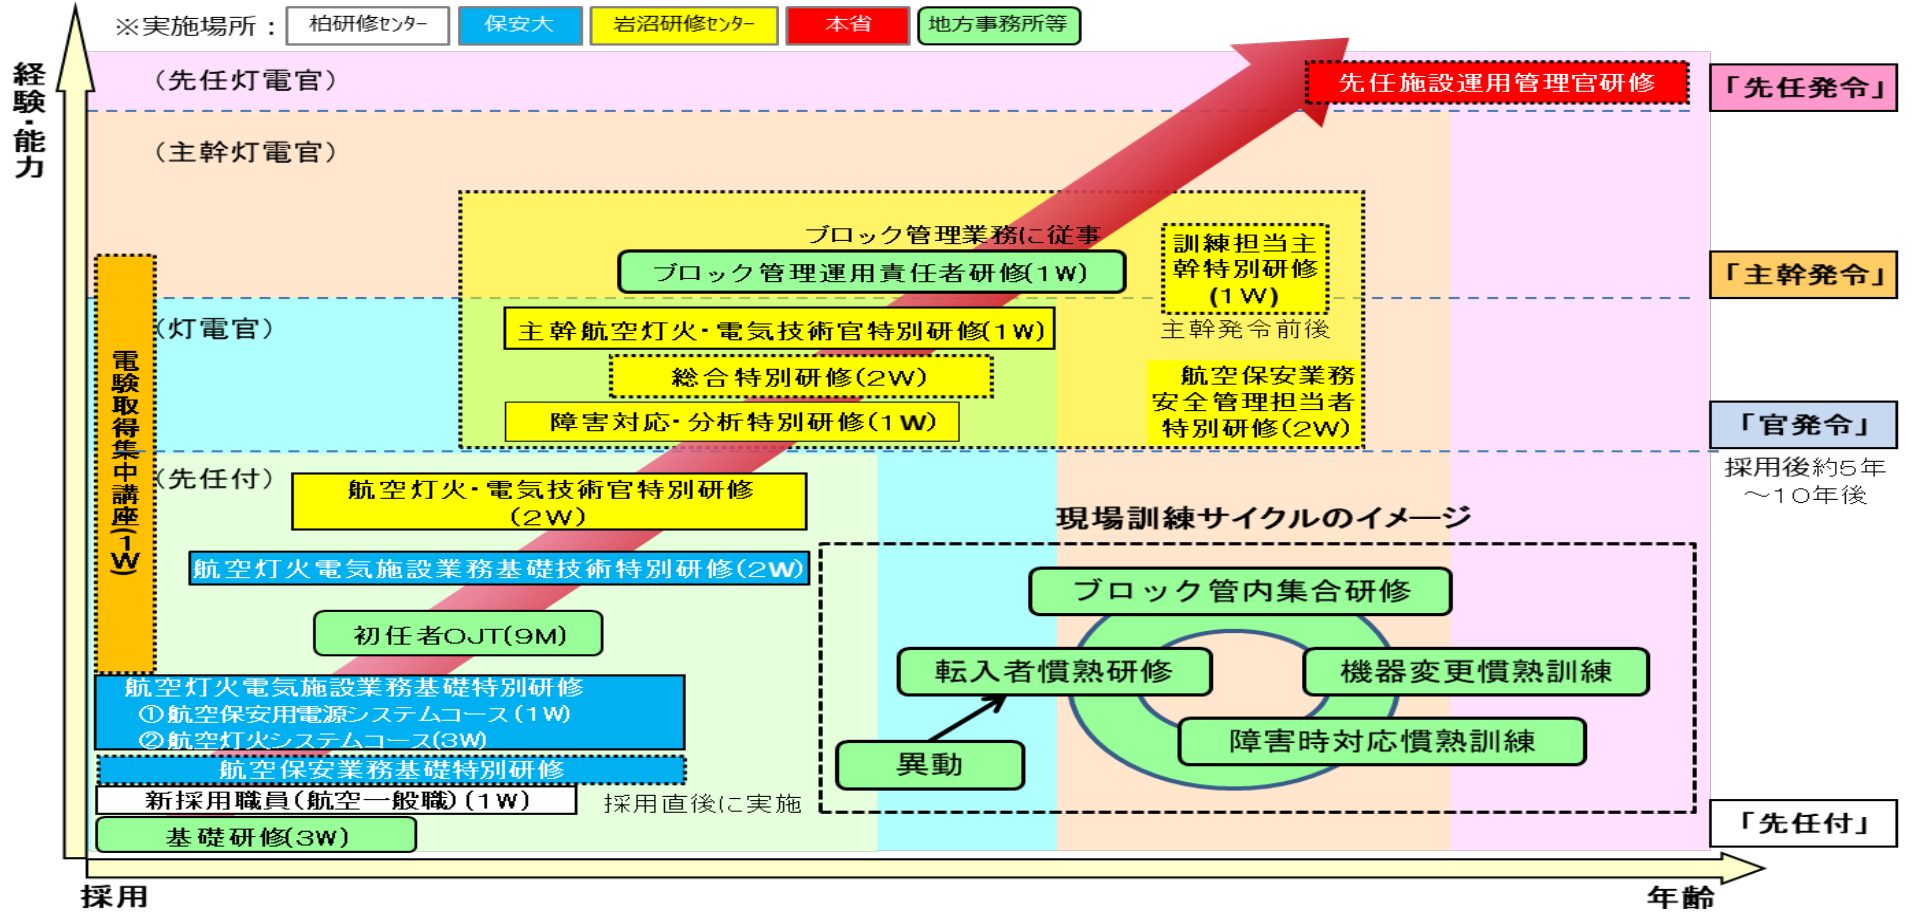 ※実施場所：
柏研修ｾﾝﾀｰ
保安大
岩沼研修ｾﾝﾀｰ
本省
地方事務所等
経験・能力
（先任灯電官）
先任施設運用管理官研修
「先任発令」
（主幹灯電官）
ブロック管理業務に従事
ブロック管理運用責任者研修(1W)
訓練担当主
幹特別研修
(1W)
主幹発令前後
「主幹発令」
（灯電官）
主幹航空灯火・電気技術官特別研修(1W)
総合特別研修(2W)
障害対応・分析特別研修(1W)
航空保安業務
安全管理担当者
特別研修(2W)
「官発令」
採用後約5年
～10年後
電験取得集中講座(1W)
（先任付）
航空灯火・電気技術官特別研修
(2W)
航空灯火電気施設業務基礎技術特別研修(2W)
初任者OJT(9M)
航空灯火電気施設業務基礎特別研修
①航空保安用電源システムコース(1W)
②航空灯火システムコース(3W)
航空保安業務基礎特別研修
新採用職員(航空一般職)(1W)
採用直後に実施
基礎研修(3W)
現場訓練サイクルのイメージ
ブロック管内集合研修
転入者慣熟研修
機器変更慣熟訓練
障害時対応慣熟訓練
異動
「先任付」
採用
年齢